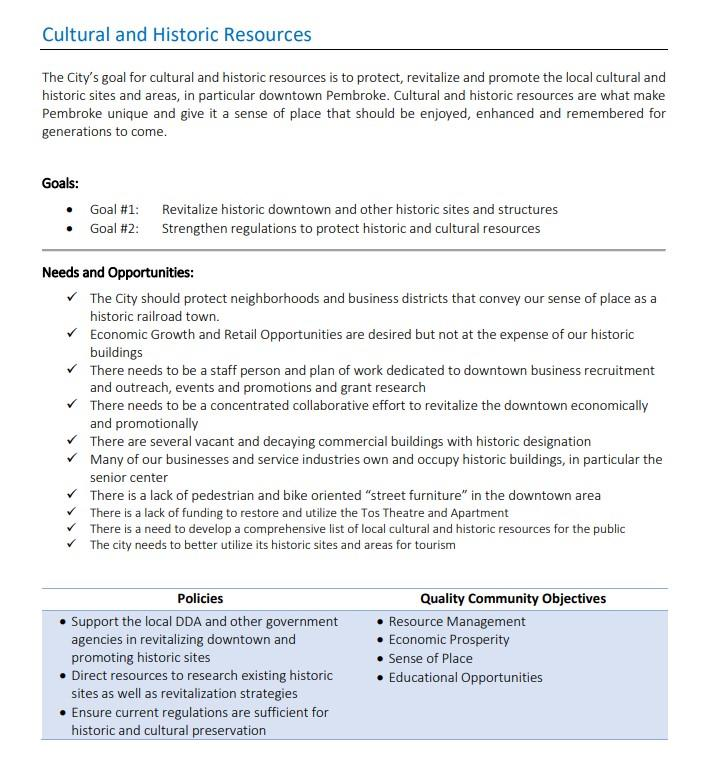 Cultural and Historic Resources
The City's goal for cultural and historic resources is to protect, revitalize and promote the local cultural and
historic sites and areas, in particular downtown Pembroke. Cultural and historic resources are what make
Pembroke unique and give it a sense of place that should be enjoyed, enhanced and remembered for
generations to come.
Goals:
• Goal #1: Revitalize historic downtown and other historic sites and structures
• Goal #2: Strengthen regulations to protect historic and cultural resources
Needs and Opportunities:
✓ The City should protect neighborhoods and business districts that convey our sense of place as a
historic railroad town.
✓ Economic Growth and Retail Opportunities are desired but not at the expense of our historic
buildings
✓ There needs to be a staff person and plan of work dedicated to downtown business recruitment
and outreach, events and promotions and grant research
✓ There needs to be a concentrated collaborative effort to revitalize the downtown economically
and promotionally
✓ There are several vacant and decaying commercial buildings with historic designation
✓ Many of our businesses and service industries own and occupy historic buildings, in particular the
senior center
✓ There is a lack of pedestrian and bike oriented "street furniture" in the downtown area
✓ There is a lack of funding to restore and utilize the Tos Theatre and Apartment
✓ There is a need to develop a comprehensive list of local cultural and historic resources for the public
✓ The city needs to better utilize its historic sites and areas for tourism
Policies
• Support the local DDA and other government
agencies in revitalizing downtown and
promoting historic sites
• Direct resources to research existing historic
sites as well as revitalization strategies
• Ensure current regulations are sufficient for
historic and cultural preservation
Quality Community Objectives
• Resource Management
• Economic Prosperity
• Sense of Place
• Educational Opportunities